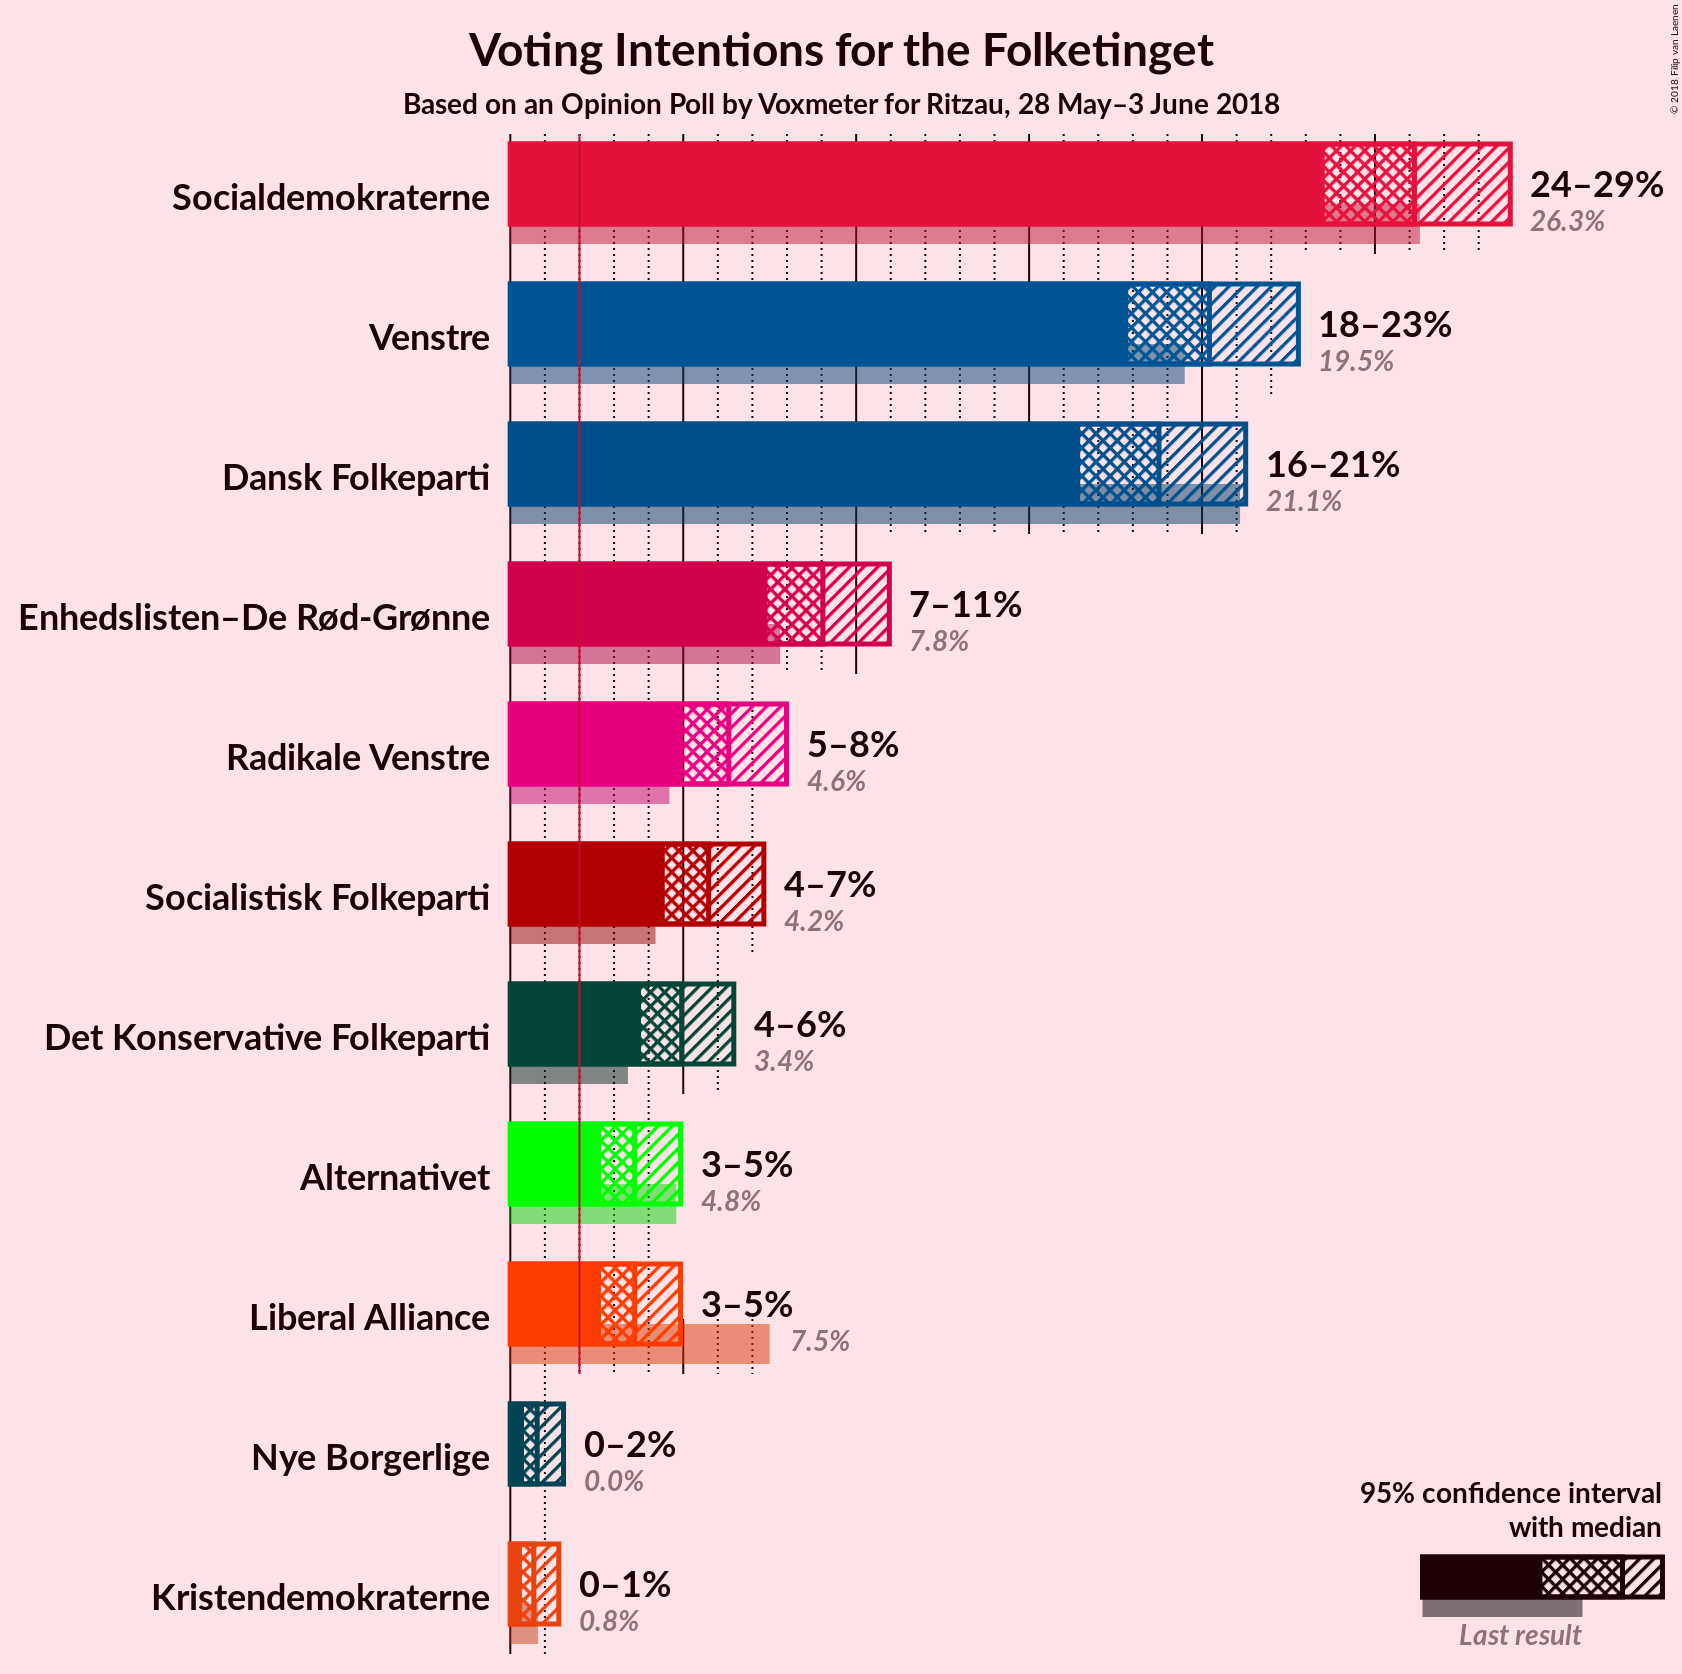 Voting Intentions for the Folketinget
Based on an Opinion Poll by Voxmeter for Ritzau, 28 May–3 June 2018
© 2018 Filip van Laenen
Socialdemokraterne
24–29%
26.3%
Venstre
18–23%
19.5%
Dansk Folkeparti
16–21%
21.1%
Enhedslisten–De Rød-Grønne
7–11%
7.8%
Radikale Venstre
5–8%
4.6%
Socialistisk Folkeparti
4–7%
4.2%
Det Konservative Folkeparti
4–6%
3.4%
Alternativet
3–5%
4.8%
Liberal Alliance
3–5%
7.5%
Nye Borgerlige
0–2%
0.0%
Kristendemokraterne
0–1%
0.8%
95% confidence interval
with median
Last result